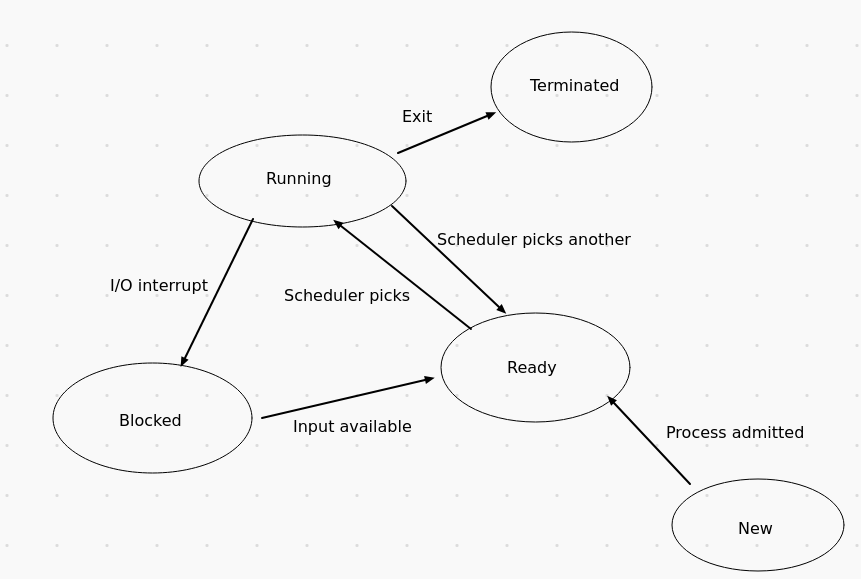 Terminated
Exit
Running
Scheduler picks another
I/O interrupt
Scheduler picks
Ready
Blocked
Input available
Process admitted
New